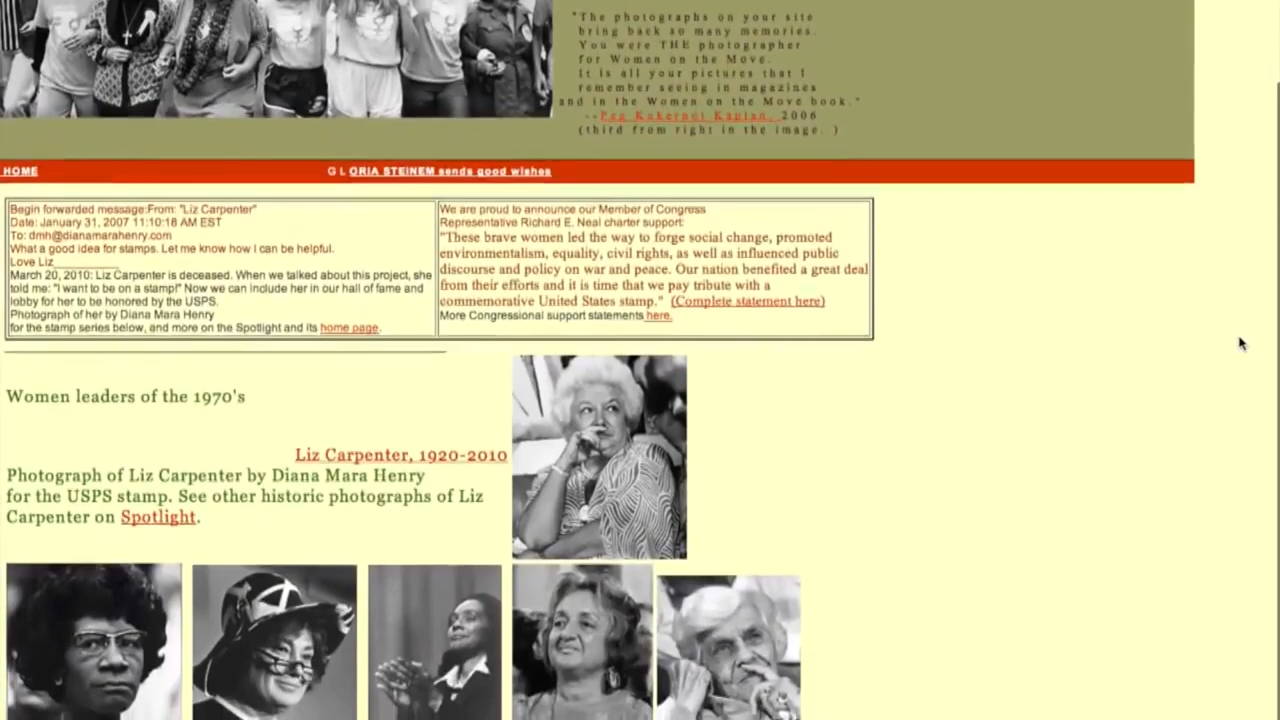 "The photographs on your site
bring back so many memories.
You were THE photographer
for Women on the Move.
It is all your pictures that I
remember seeing in magazines
and in the Women on the Move book."
--Peg Kokernot Kaplan, 2006
(third from right in the image. )
HOME
G L ORIA STEINEM sends good wishes
Begin forwarded message:From: "Liz Carpenter"
Date: January 31, 2007 11:10:18 AM EST
To: dmh@dianamarahenry.com
What a good idea for stamps. Let me know how I can be helpful.
Love Liz
March 20, 2010: Liz Carpenter is deceased. When we talked about this project, she
told me: "I want to be on a stamp!" Now we can include her in our hall of fame and
lobby for her to be honored by the USPS.
Photograph of her by Diana Mara Henry
for the stamp series below, and more on the Spotlight and its home page.
We are proud to announce our Member of Congress
Representative Richard E. Neal charter support:
"These brave women led the way to forge social change, promoted
environmentalism, equality, civil rights, as well as influenced public
discourse and policy on war and peace. Our nation benefited a great deal
from their efforts and it is time that we pay tribute with a
commemorative United States stamp." (Complete statement here)
More Congressional support statements here.
Women leaders of the 1970's
Liz Carpenter, 1920-2010
Photograph of Liz Carpenter by Diana Mara Henry
for the USPS stamp. See other historic photographs of Liz
Carpenter on Spotlight.